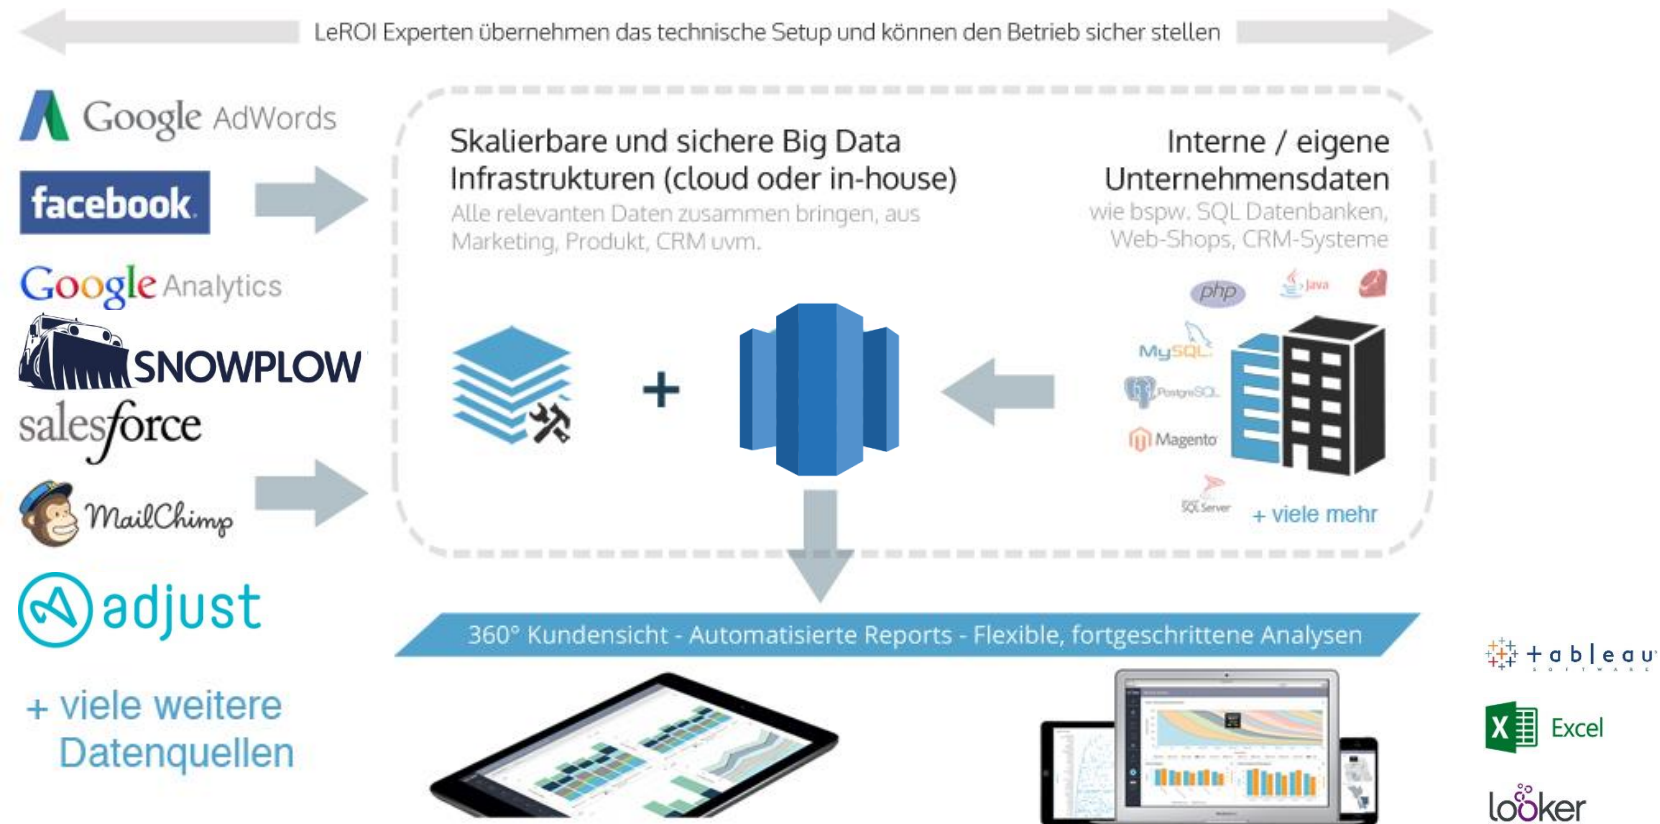 LeROI Experten übernehmen das technische Setup und können den Betrieb sicher stellen
Google AdWords
facebook
Google Analytics
SNOWPLOW
salesforce
MailChimp
adjust
+ viele weitere
Datenquellen
Skalierbare und sichere Big Data
Infrastrukturen (cloud oder in-house)
Alle relevanten Daten zusammen bringen, aus
Marketing, Produkt, CRM uvm.
+
Interne / eigene
Unternehmensdaten
wie bspw. SQL Datenbanken,
Web-Shops, CRM-Systeme
php
Java
MySQL
PostgreSQL
Magento
SQL Server
+ viele mehr
360° Kundensicht - Automatisierte Reports - Flexible, fortgeschrittene Analysen
+ableau
SOFTWARE
X
Excel
looker